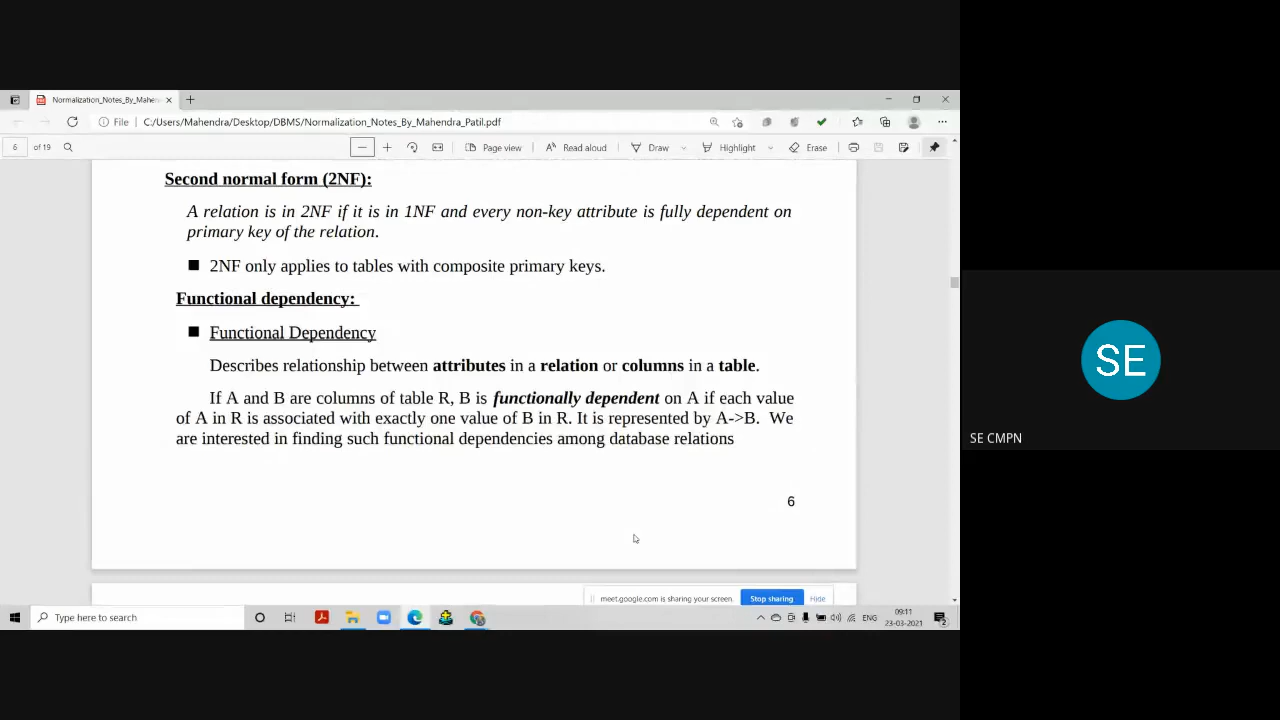 Normalization_Notes_By_Mahen
File C:/Users/Mahendra/Desktop/DBMS/Normalization_Notes_By_Mahendra_Patil.pdf
6 of 19 Page view Read aloud Draw Highlight Erase
Second normal form (2NF):
A relation is in 2NF if it is in 1NF and every non-key attribute is fully dependent on
primary key of the relation.
■ 2NF only applies to tables with composite primary keys.
Functional dependency:
■ Functional Dependency
Describes relationship between attributes in a relation or columns in a table.
If A and B are columns of table R, B is functionally dependent on A if each value
of A in R is associated with exactly one value of B in R. It is represented by A->B. We
are interested in finding such functional dependencies among database relations
6
meet.google.com is sharing your screen. Stop sharing Hide
Type here to search
ENG
09:11
23-03-2021
2
SE
SE CMPN